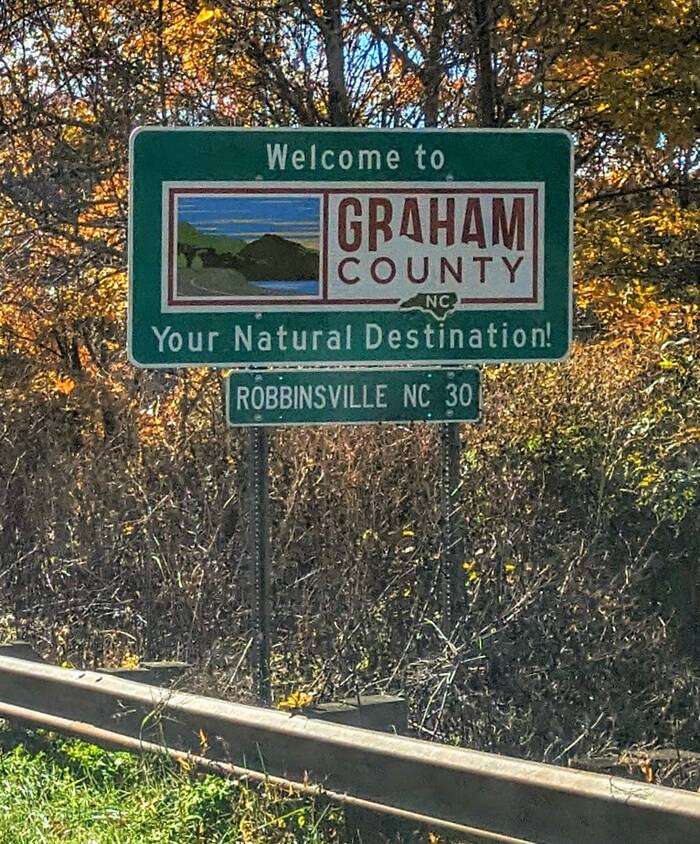 Welcome to
GRAHAM
COUNTY
NC
Your Natural Destination!
ROBBINSVILLE NC 30